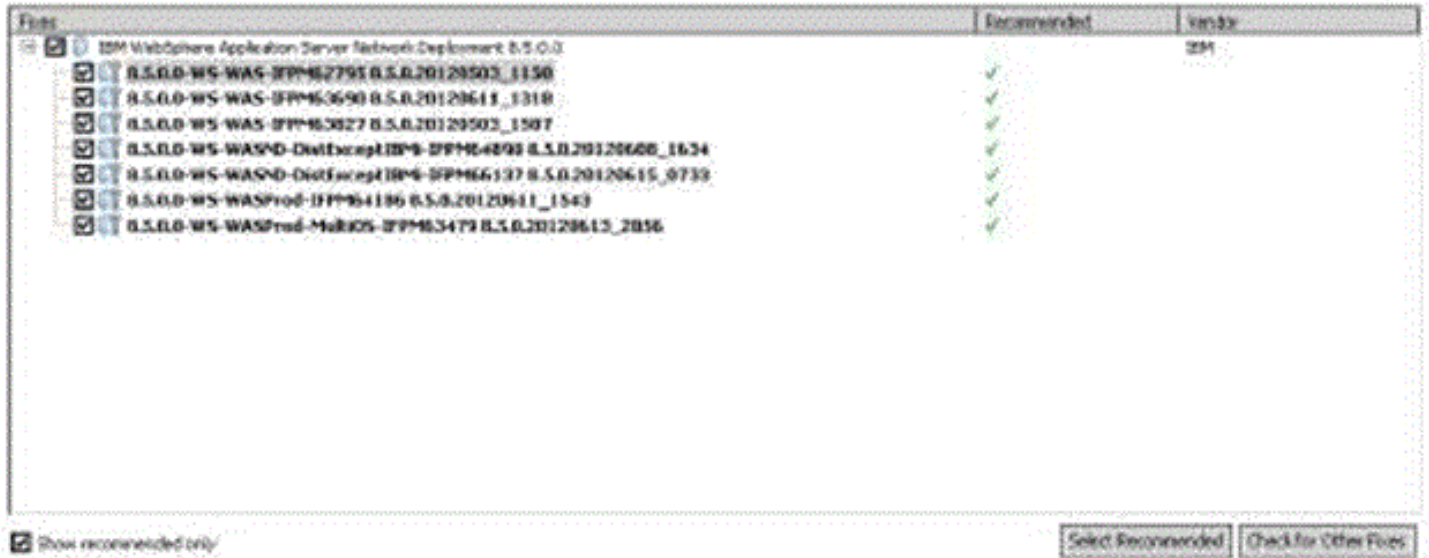 Fixes Recommended Vendor
IBM WebSphere Application Server Network Deployment 8.5.0.0 IBM
8.5.0.0-WS-WAS-IFPM62795 8.5.0.20120503_1150
8.5.0.0-WS-WAS-IFPM63690 8.5.0.20120611_1318
8.5.0.0-WS-WAS-IFPM63827 8.5.0.20120503_1507
8.5.0.0-WS-WASND-DistExceptIBMi-IFPM64890 8.5.0.20120608_1634
8.5.0.0-WS-WASND-DistExceptIBMi-IFPM66137 8.5.0.20120615_0733
8.5.0.0-WS-WASProd-IFPM64186 8.5.0.20120611_1543
8.5.0.0-WS-WASProd-MultiOS-IFPM63479 8.5.0.20120613_2056
Show recommended only
Select Recommended Check for Other Fixes